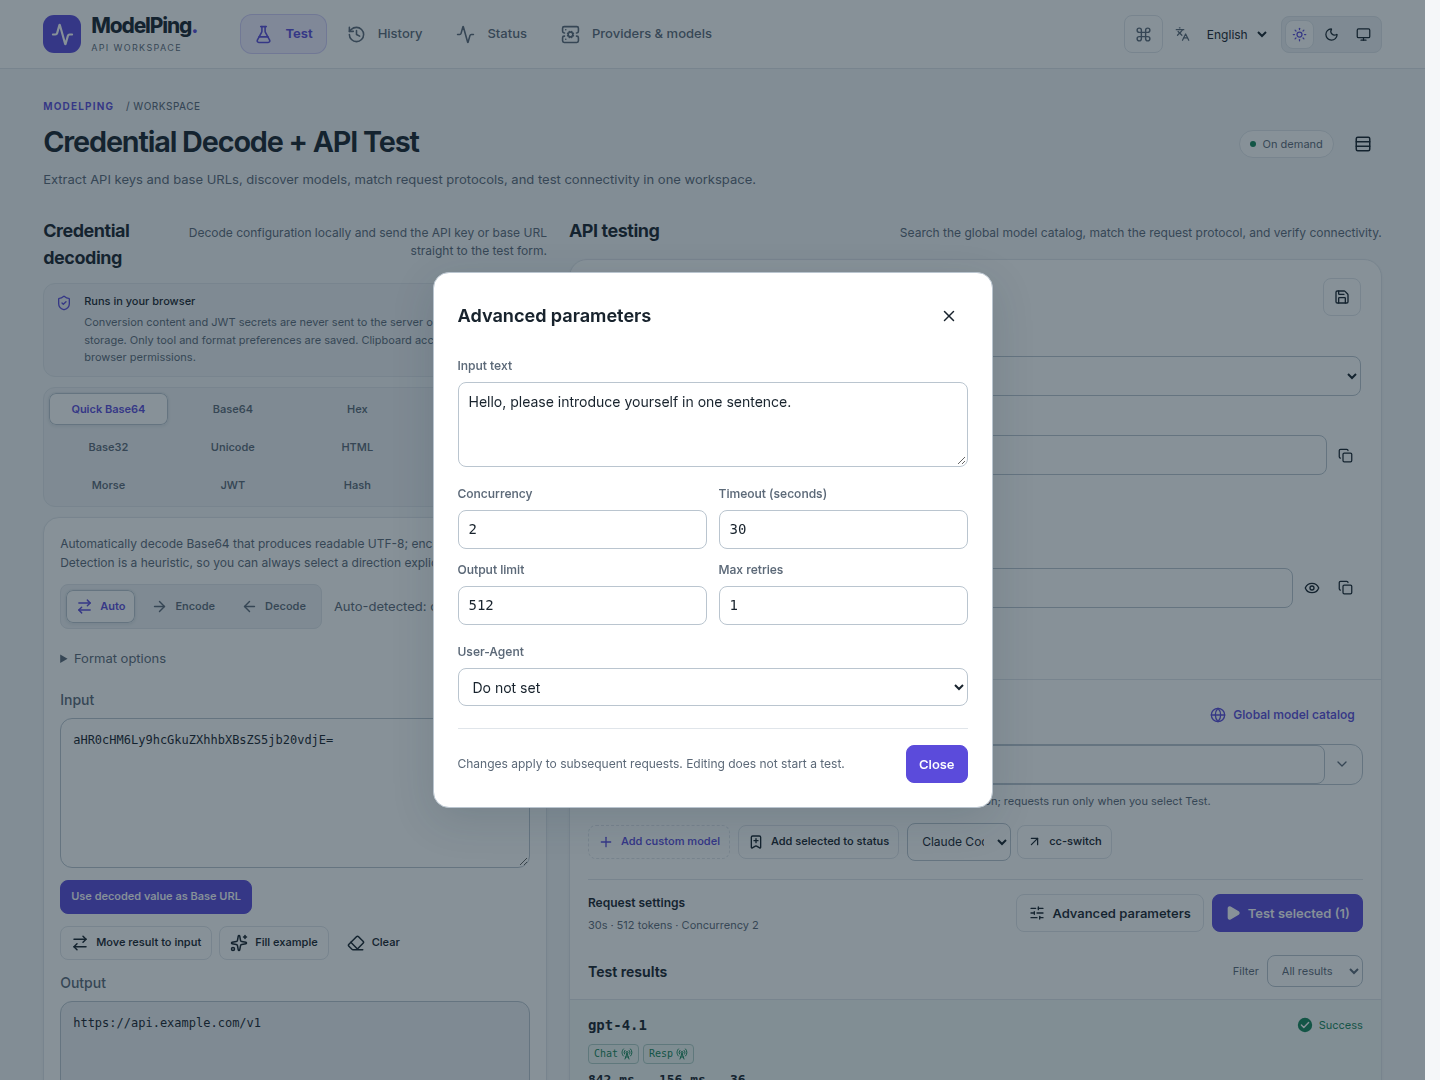 ModelPing.
API WORKSPACE
Test
History
Status
Providers & models
English
MODELPING / WORKSPACE
Credential Decode + API Test
On demand
Extract API keys and base URLs, discover models, match request protocols, and test connectivity in one workspace.
Credential
decoding
Decode configuration locally and send the API key or base URL
straight to the test form.
API testing
Search the global model catalog, match the request protocol, and verify connectivity.
Runs in your browser
Conversion content and JWT secrets are never sent to the server o
storage. Only tool and format preferences are saved. Clipboard acc
browser permissions.
Quick Base64
Base64
Hex
Base32
Unicode
HTML
Morse
JWT
Hash
Automatically decode Base64 that produces readable UTF-8; enc
Detection is a heuristic, so you can always select a direction expli
Auto
Encode
Decode
Auto-detected:
Format options
Input
aHR0cHM6Ly9hcGkuZXhhbXBsZS5jb20vdjE=
Use decoded value as Base URL
Move result to input
Fill example
Clear
Output
https://api.example.com/v1
Advanced parameters
Input text
Hello, please introduce yourself in one sentence.
Concurrency
Timeout (seconds)
2
30
Output limit
Max retries
512
1
User-Agent
Do not set
Changes apply to subsequent requests. Editing does not start a test.
Close
Global model catalog
requests run only when you select Test.
Add custom model
Add selected to status
Claude Co
cc-switch
Request settings
30s · 512 tokens · Concurrency 2
Advanced parameters
Test selected (1)
Test results
Filter
All results
gpt-4.1
Success
Chat
Resp
842 ms
156 ms
36